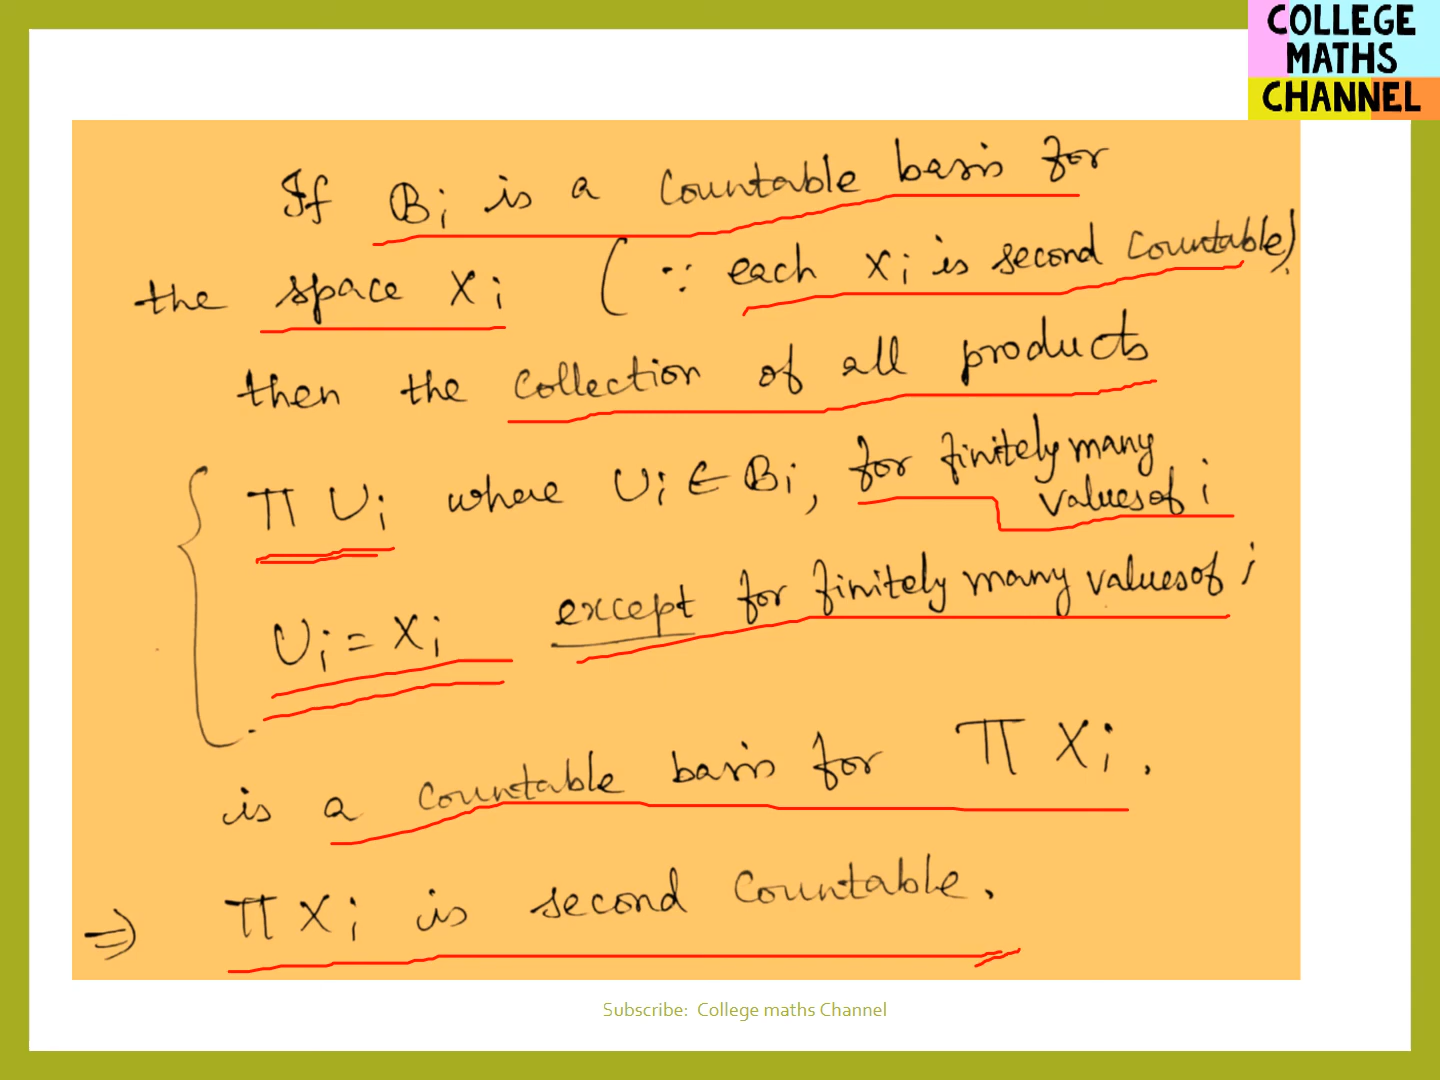 COLLEGE
MATHS
CHANNEL
If Bi is a countable basis for
the space Xi (∵ each Xi is second countable)
then the collection of all products
π Ui where Ui ∈ Bi, for finitely many
values of i
Ui = Xi except for finitely many values of i
is a countable basis for π Xi.
⇒ π Xi is second countable.
Subscribe: College maths Channel